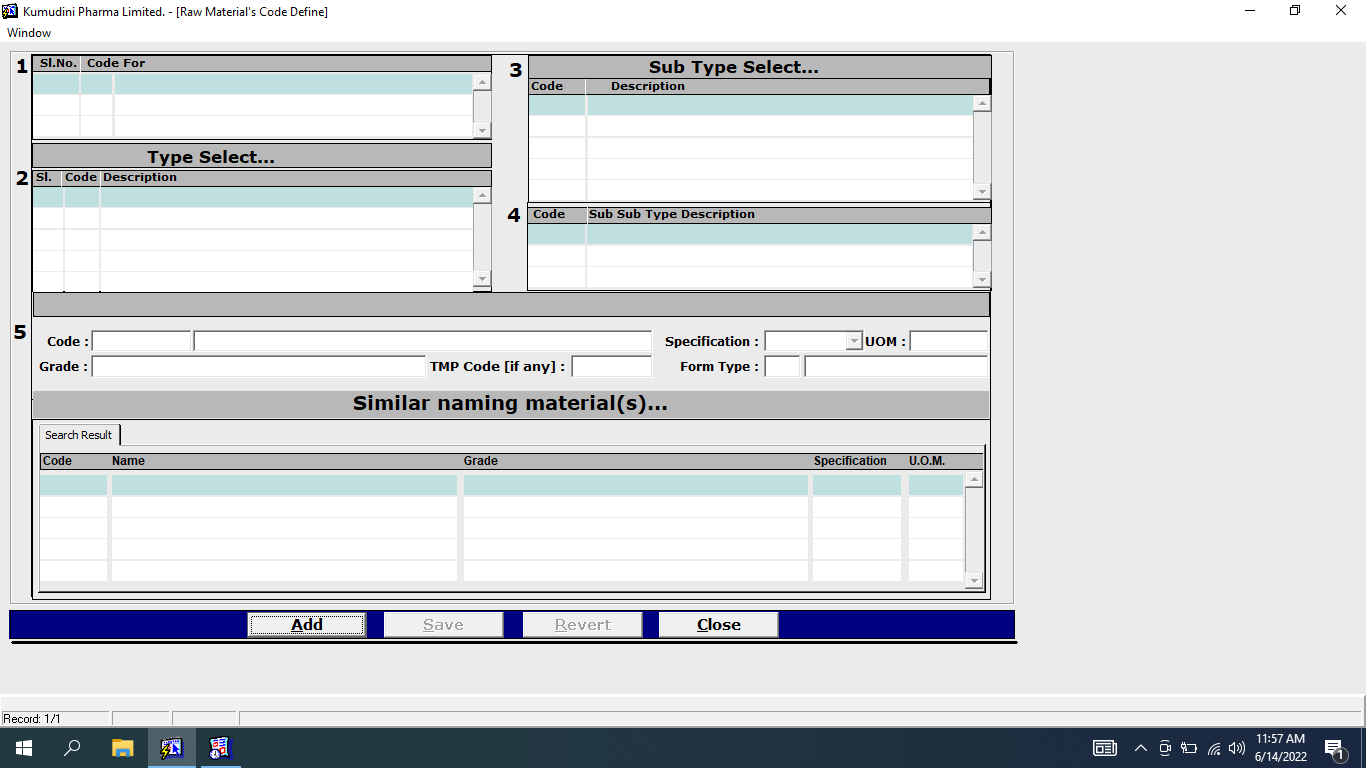 Kumudini Pharma Limited. - [Raw Material's Code Define]
Window
1 Sl.No. Code For
3 Sub Type Select...
Code Description
Type Select...
2 Sl. Code Description
4 Code Sub Sub Type Description
5 Code : Specification : UOM :
Grade : TMP Code [if any] : Form Type :
Similar naming material(s)...
Search Result
Code Name Grade Specification U.O.M.
Add Save Revert Close
Record: 1/1
11:57 AM
6/14/2022
1